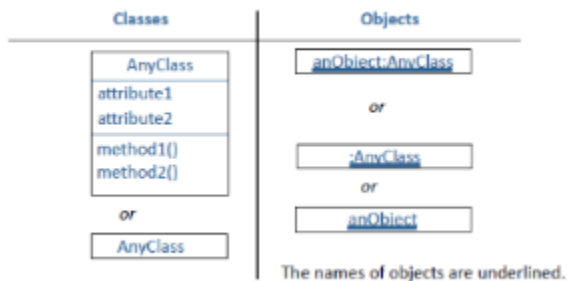 Classes
AnyClass
attribute1
attribute2
method1()
method2()
or
AnyClass
Objects
anObject:AnyClass
or
:AnyClass
or
anObject
The names of objects are underlined.